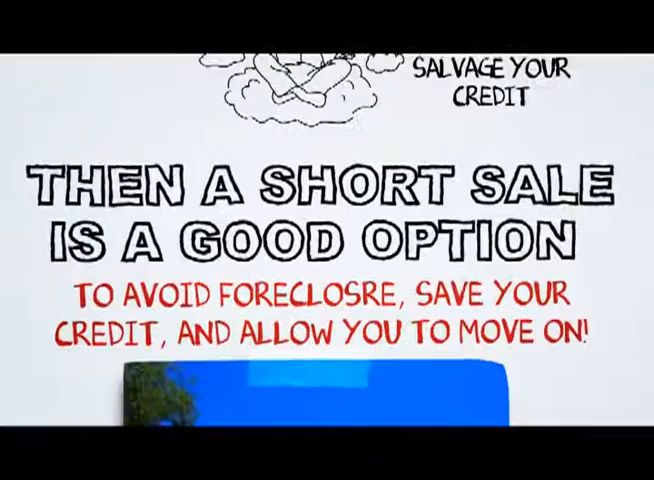 SALVAGE YOUR
CREDIT
THEN A SHORT SALE
IS A GOOD OPTION
TO AVOID FORECLOSRE, SAVE YOUR
CREDIT, AND ALLOW YOU TO MOVE ON!